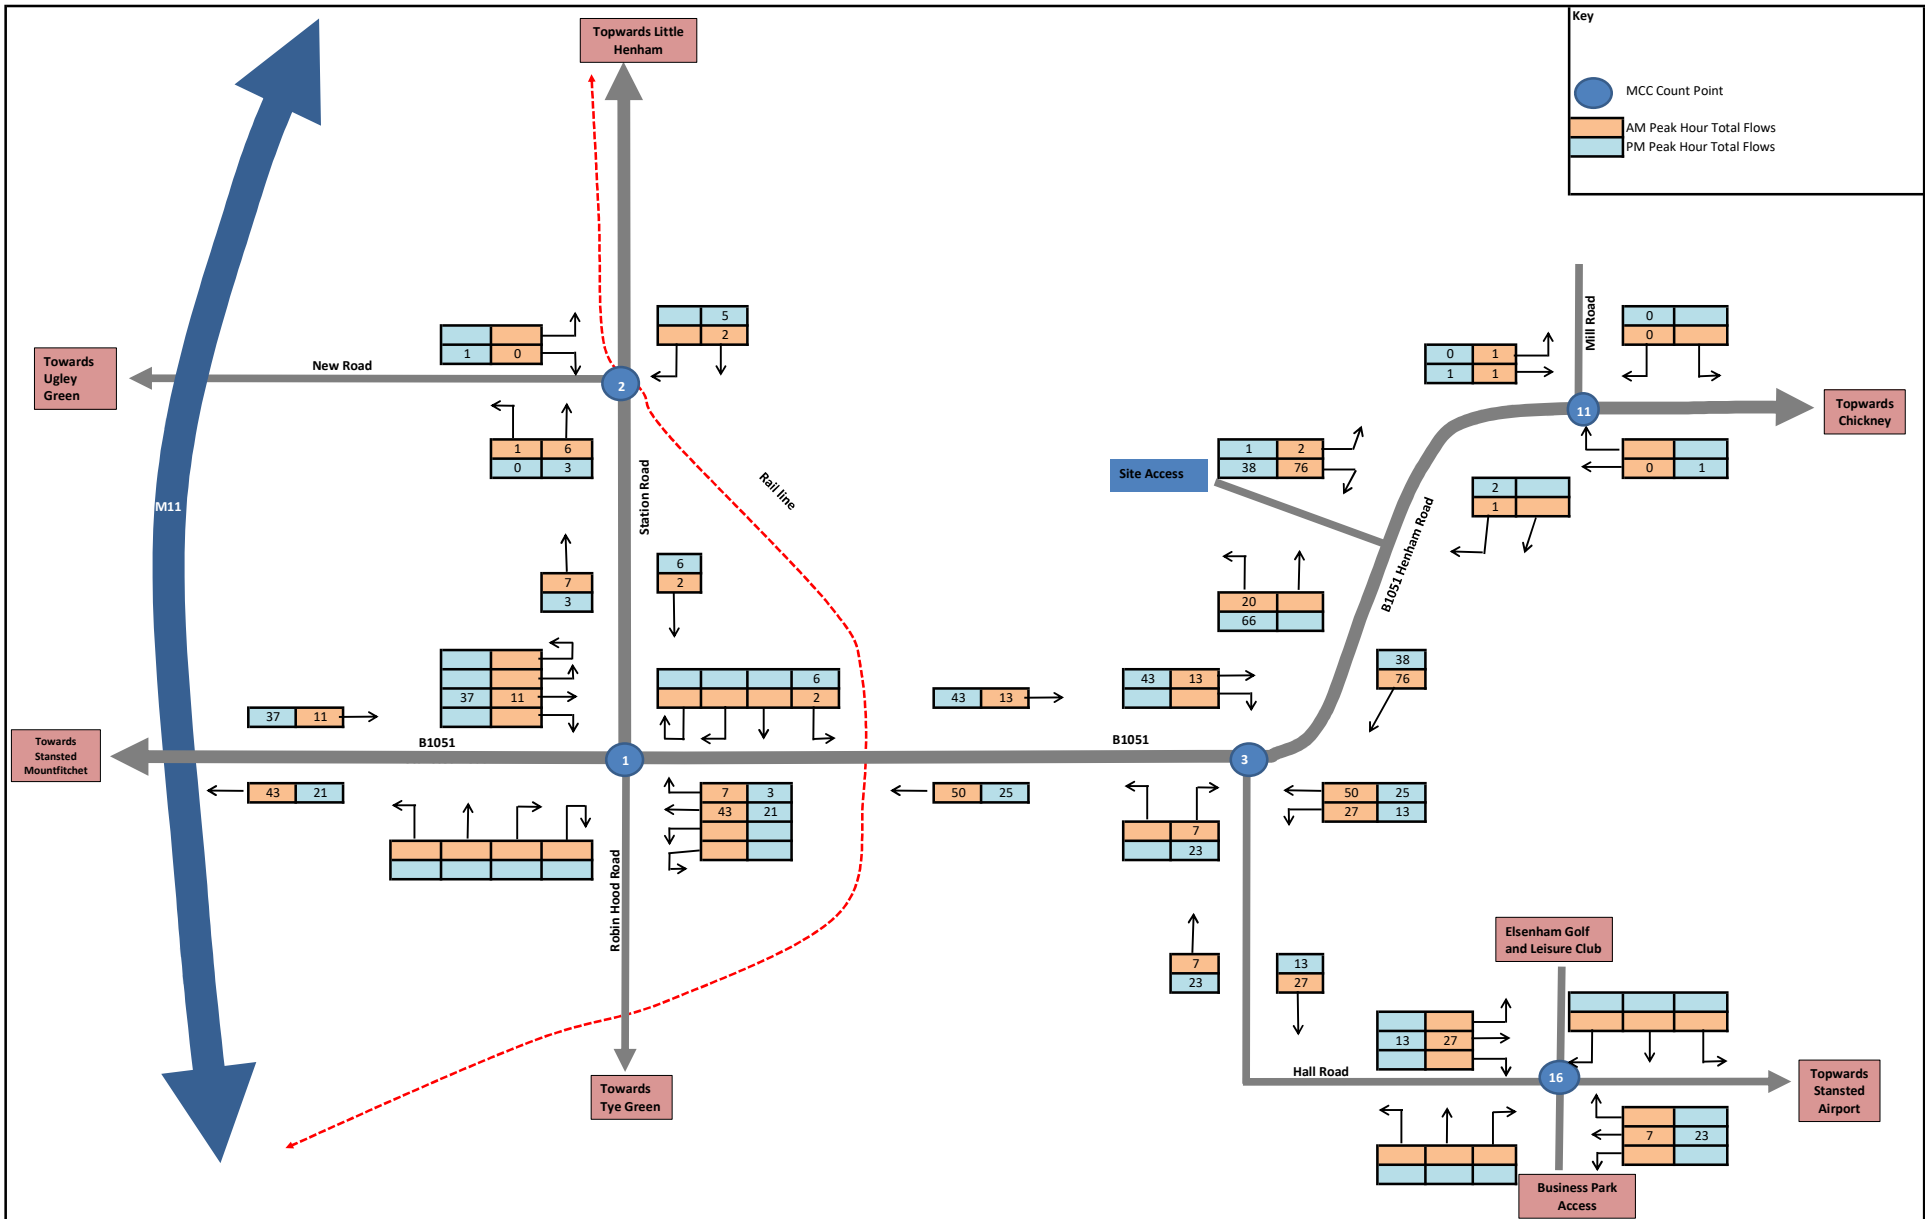 Key
MCC Count Point
AM Peak Hour Total Flows
PM Peak Hour Total Flows
Topwards Little
Henham
5
2
1 0
New Road
Towards
Ugley
Green
2
1 6
0 3
Station Road
Rail line
M11
7
3
6
2
37 11
37 11
6
2
43 13
B1051
Towards
Stansted
Mountfitchet
1
B1051
43 21
7 3
43 21
50 25
Robin Hood Road
Towards
Tye Green
Mill Road
0
0
0 1
1 1
11
Topwards
Chickney
0 1
1 2
38 76
Site Access
2
1
B1051 Henham Road
20
66
38
76
43 13
3
50 25
27 13
7
23
7
23
13
27
Elsenham Golf
and Leisure Club
13 27
Hall Road
16
Topwards
Stansted
Airport
7 23
Business Park
Access